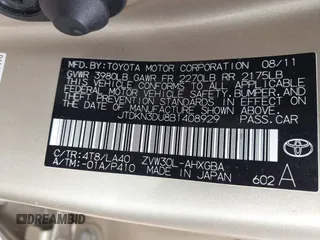 MFD. BY: TOYOTA MOTOR CORPORATION 08/11
GVWR 3980LB GAWR FR 2270LB RR 2175LB
THIS VEHICLE CONFORMS TO ALL APPLICABLE
FEDERAL MOTOR VEHICLE SAFETY, BUMPER, AND THEFT
PREVENTION STANDARDS IN EFFECT ON THE DATE
OF MANUFACTURE SHOWN ABOVE.
JTDKN3DU8B1408929 PASS.CAR
C/TR: 4T8/LA40 ZVW30L-AHXGBA
A/TM: -01A/P410 MADE IN JAPAN 602 A
TOYOTA
DREAMBID